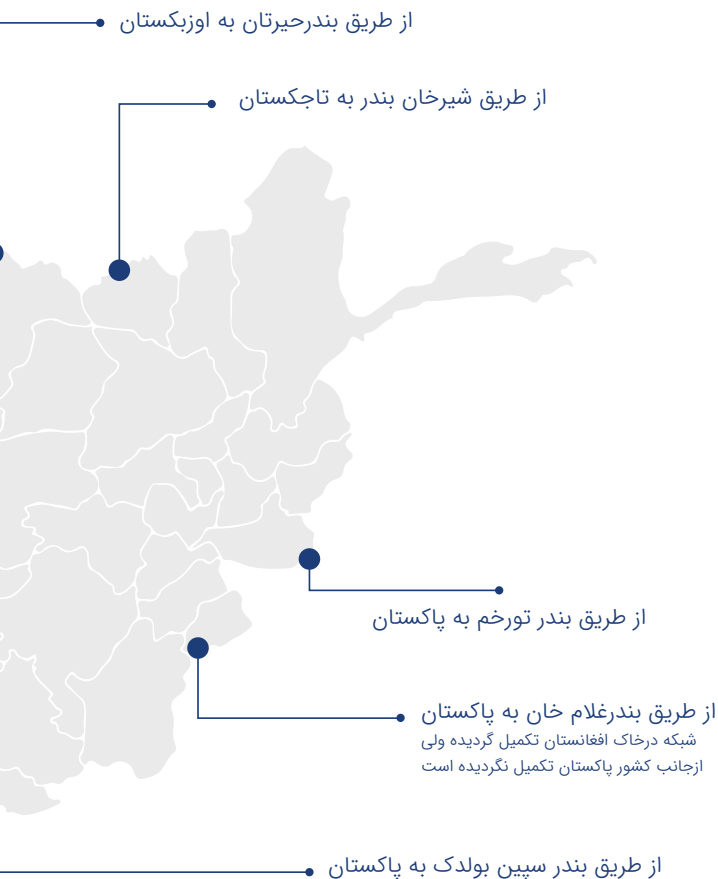 از طریق بندرحیرتان به اوزبکستان
از طریق شیرخان بندر به تاجکستان
از طریق بندر تورخم به پاکستان
از طریق بندرغلام خان به پاکستان
شبکه درخاک افغانستان تکمیل گردیده ولی
ازجانب کشور پاکستان تکمیل نگردیده است
از طریق بندر سپین بولدک به پاکستان